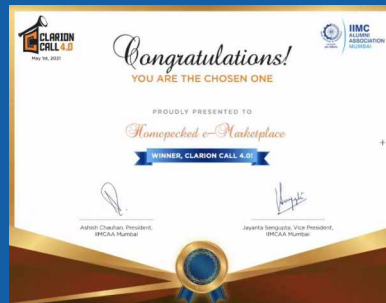 CLARION
CALL 4.0
May 1st, 2021
IIMC
ALUMNI
ASSOCIATION
MUMBAI
Congratulations!
YOU ARE THE CHOSEN ONE
PROUDLY PRESENTED TO
Homopecked e-Marketplace
WINNER, CLARION CALL 4.0!
Ashish Chauhan, President,
IIMCAA Mumbai
Jayanta Sengupta, Vice President,
IIMCAA Mumbai